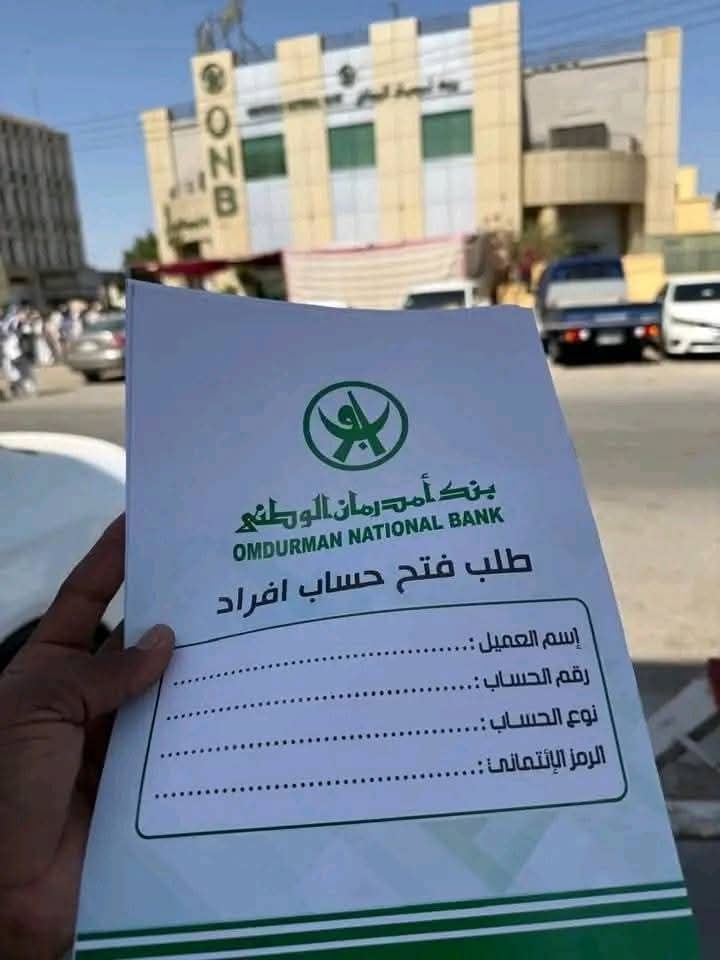 ONB
بنك أمدرمان الوطني
OMDURMAN NATIONAL BANK
طلب فتح حساب افراد
إسم العميل :
رقم الحساب :
نوع الحساب :
الرمز الإئتماني :